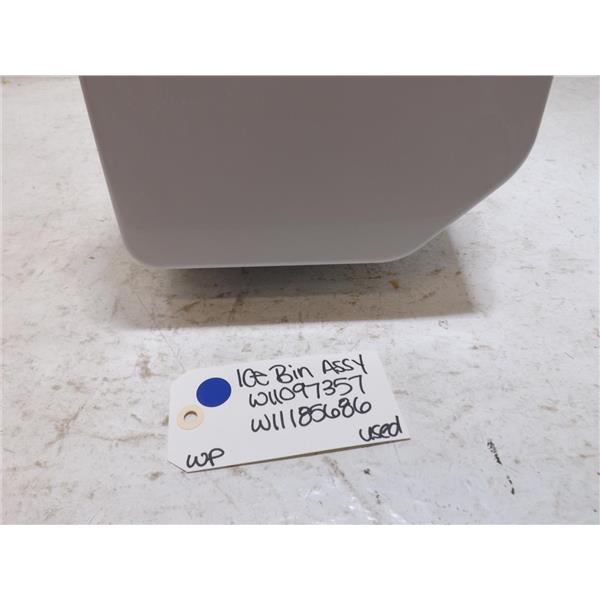 ICE Bin ASSY
W11097357
W11185686
used
WP